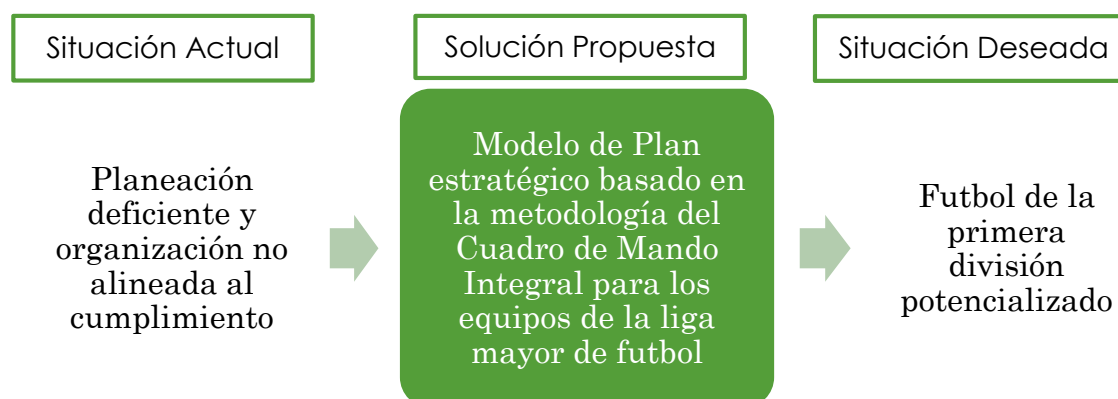 Situación Actual
Solución Propuesta
Situación Deseada
Planeación
deficiente y
organización no
alineada al
cumplimiento
Modelo de Plan
estratégico basado en
la metodología del
Cuadro de Mando
Integral para los
equipos de la liga
mayor de futbol
Futbol de la
primera
división
potencializado